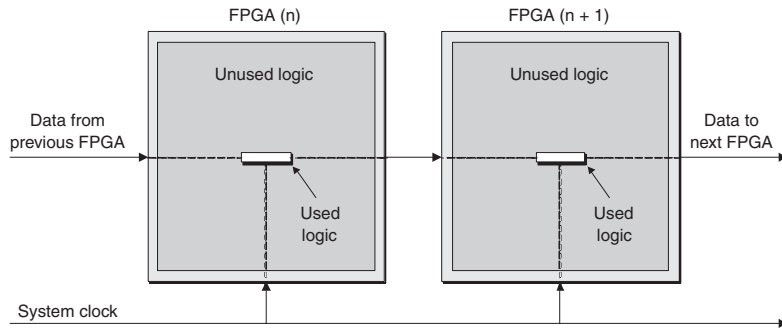 FPGA (n)
FPGA (n + 1)
Unused logic
Unused logic
Data from
previous FPGA
Data to
next FPGA
Used
logic
Used
logic
System clock